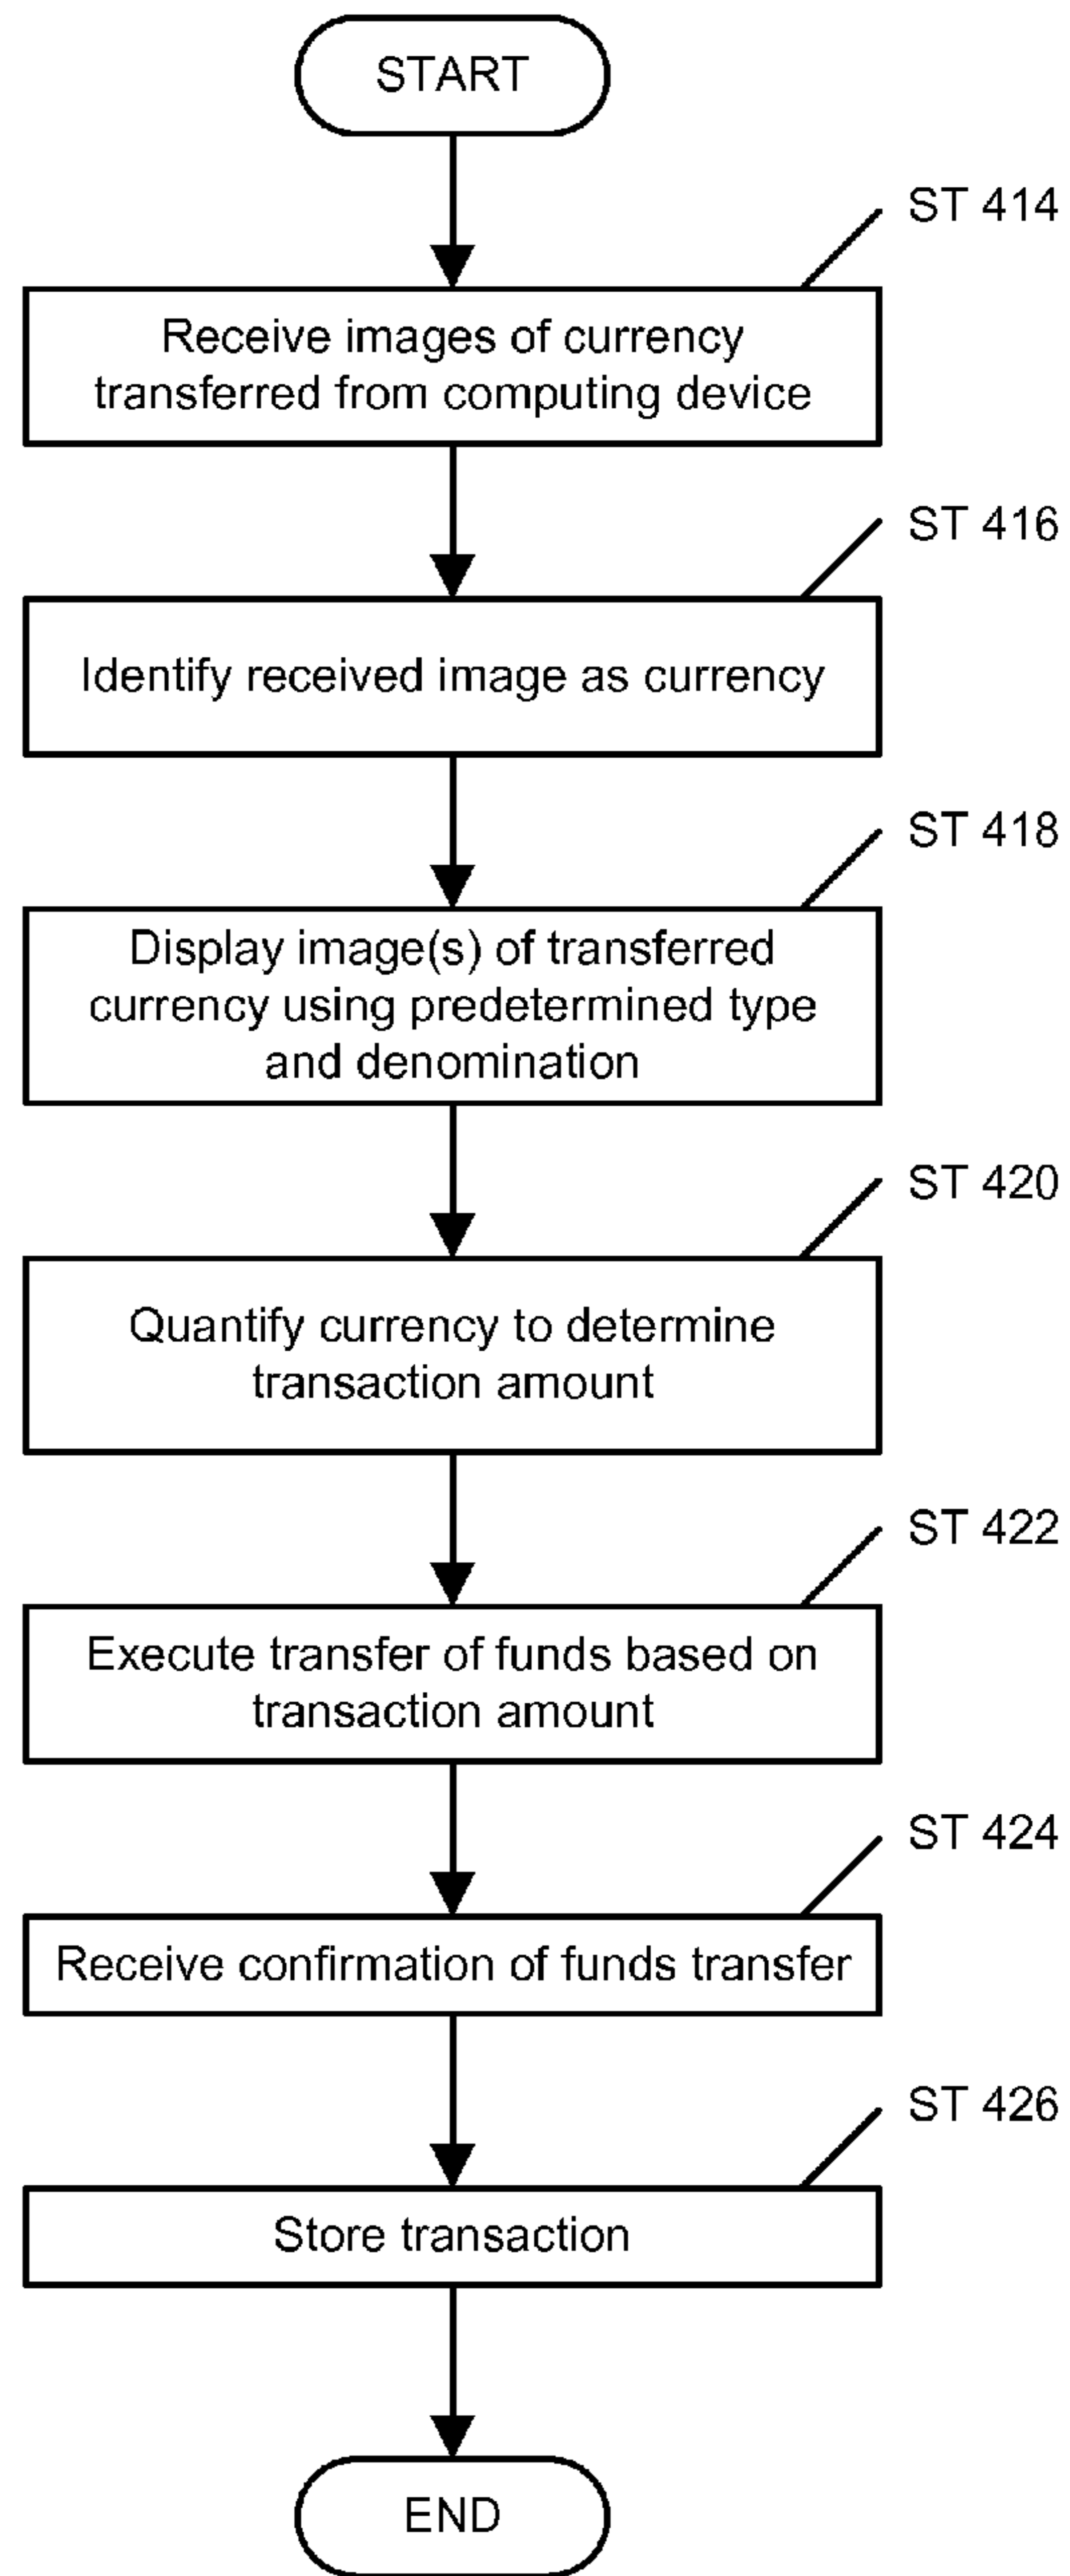 START
ST 414
Receive images of currency
transferred from computing device
ST 416
Identify received image as currency
ST 418
Display image(s) of transferred
currency using predetermined type
and denomination
ST 420
Quantify currency to determine
transaction amount
ST 422
Execute transfer of funds based on
transaction amount
ST 424
Receive confirmation of funds transfer
ST 426
Store transaction
END